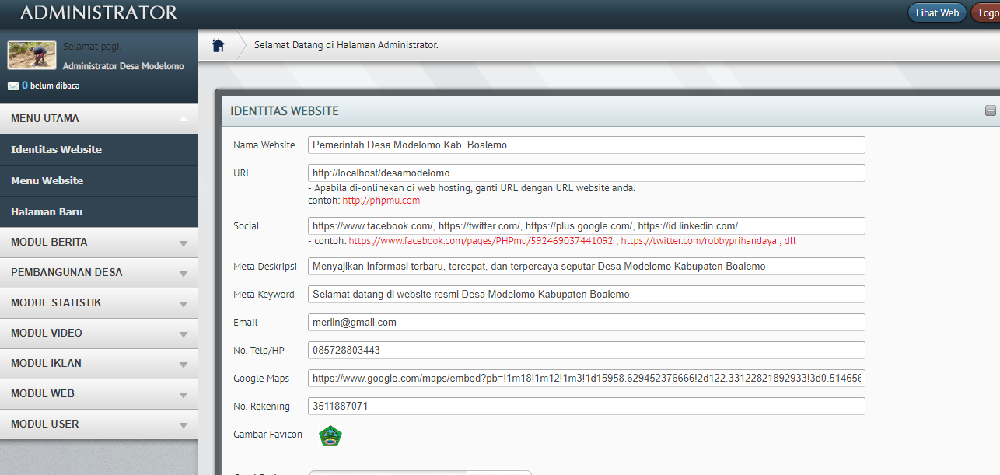 ADMINISTRATOR
Lihat Web
Logo
Selamat pagi,
Administrator Desa Modelomo
0 belum dibaca
Selamat Datang di Halaman Administrator.
MENU UTAMA
Identitas Website
Menu Website
Halaman Baru
MODUL BERITA
PEMBANGUNAN DESA
MODUL STATISTIK
MODUL VIDEO
MODUL IKLAN
MODUL WEB
MODUL USER
IDENTITAS WEBSITE
Nama Website Pemerintah Desa Modelomo Kab. Boalemo
URL http://localhost/desamodelomo
- Apabila di-onlinekan di web hosting, ganti URL dengan URL website anda.
contoh: http://phpmu.com
Social https://www.facebook.com/, https://twitter.com/, https://plus.google.com/, https://id.linkedin.com/
- contoh: https://www.facebook.com/pages/PHPmu/592469037441092 , https://twitter.com/robbyprihandaya , dll
Meta Deskripsi Menyajikan Informasi terbaru, tercepat, dan terpercaya seputar Desa Modelomo Kabupaten Boalemo
Meta Keyword Selamat datang di website resmi Desa Modelomo Kabupaten Boalemo
Email merlin@gmail.com
No. Telp/HP 085728803443
Google Maps https://www.google.com/maps/embed?pb=!1m18!1m12!1m3!1d15958.629452376666!2d122.33122821892933!3d0.514656
No. Rekening 3511887071
Gambar Favicon